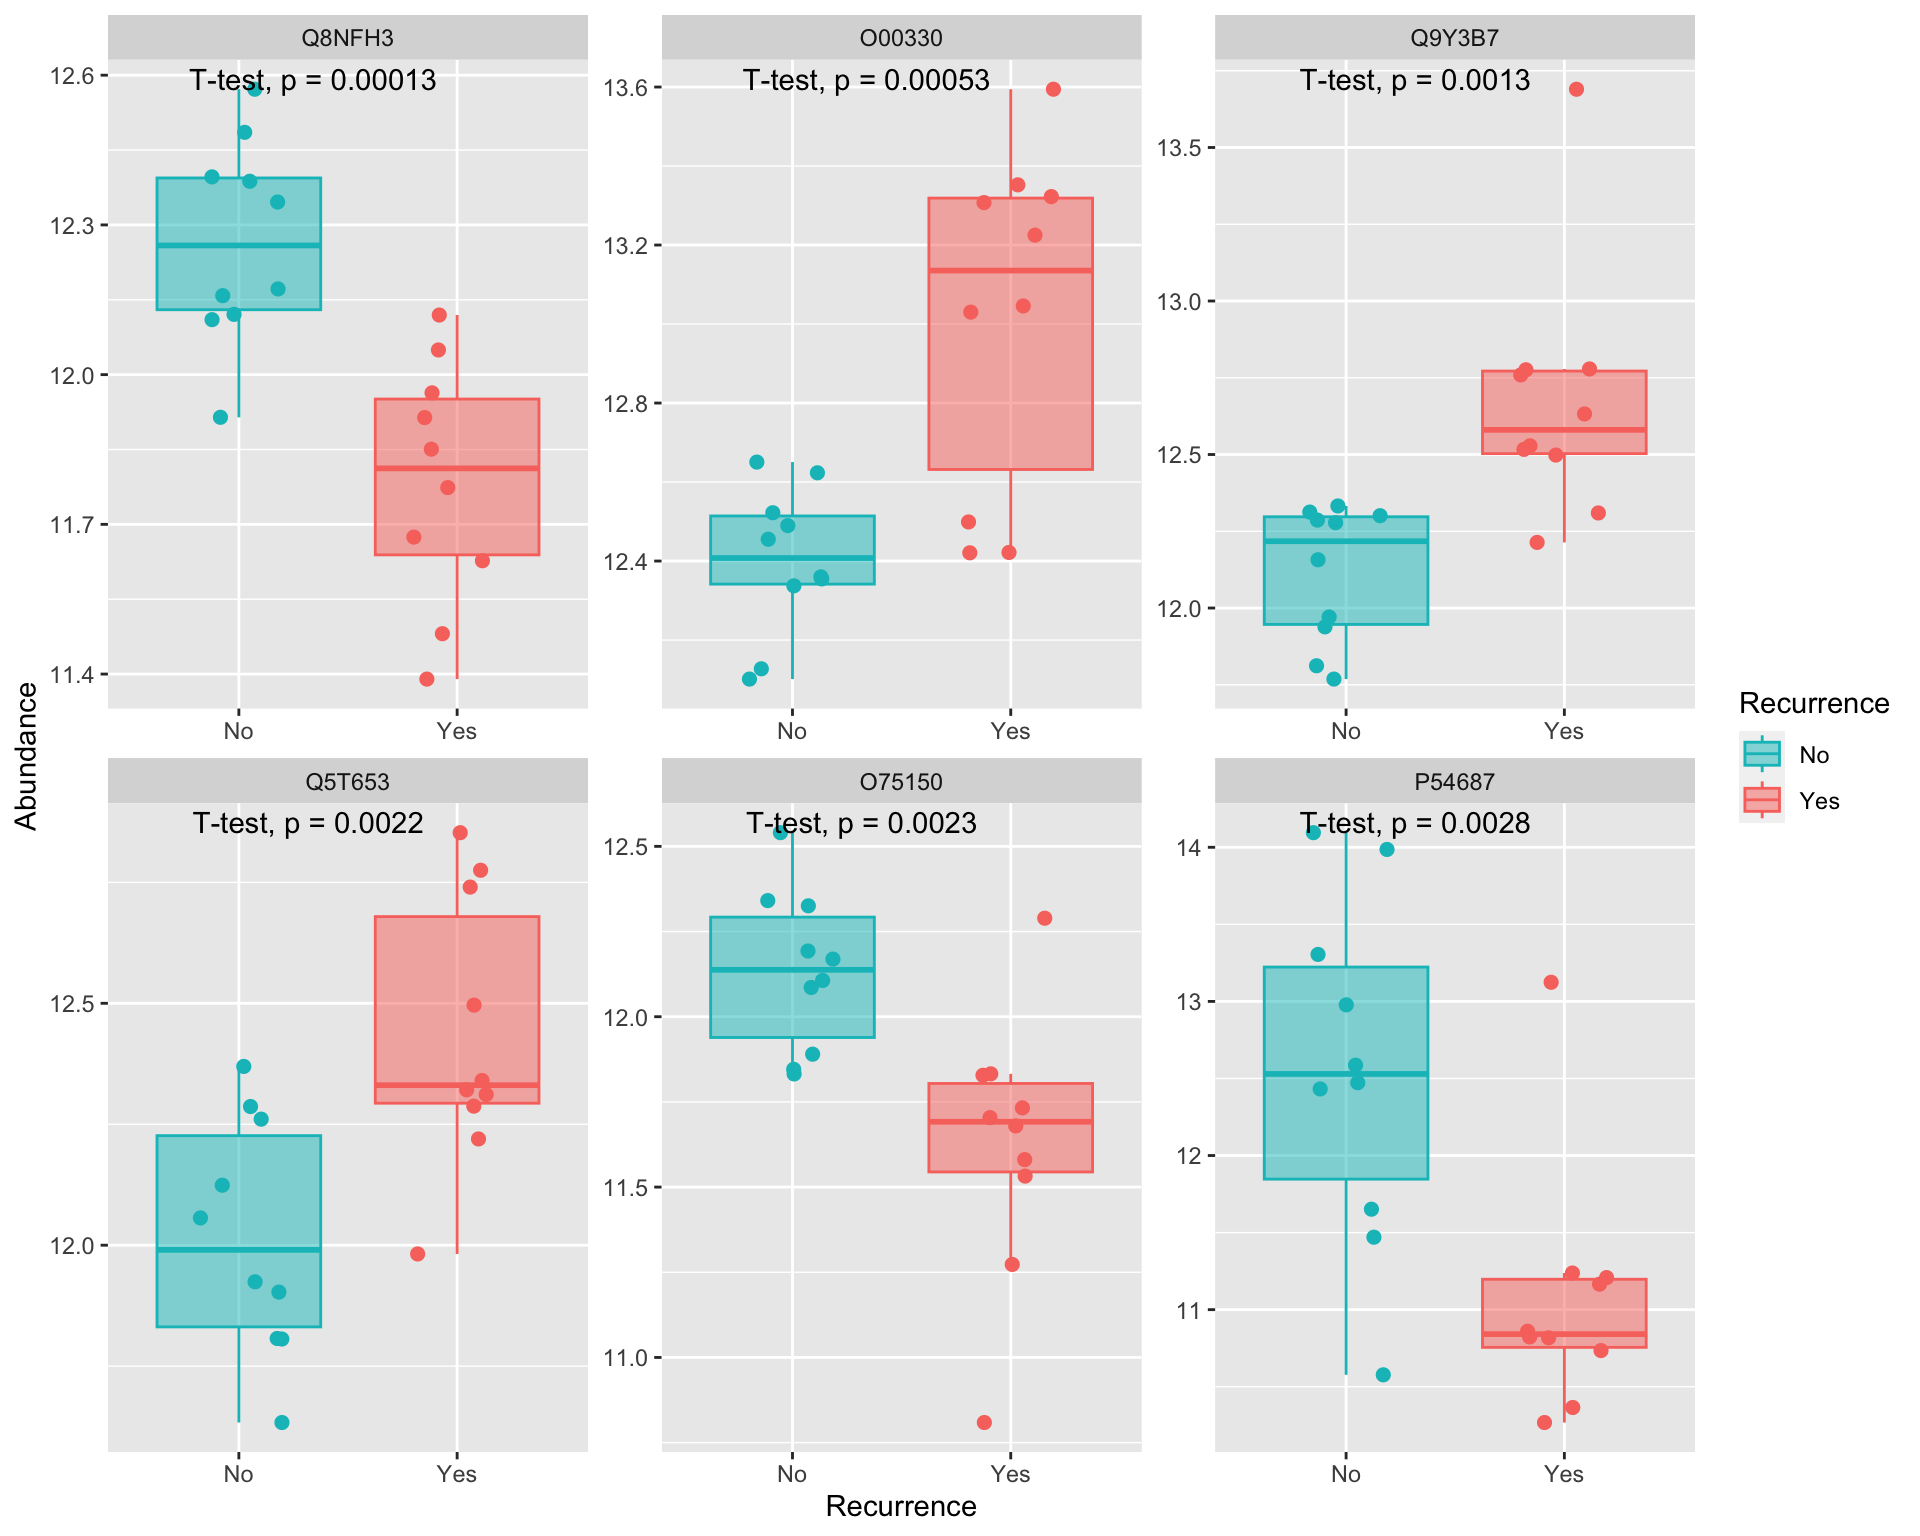 Q8NFH3
T-test, p = 0.00013
12.6
12.3
12.0
11.7
11.4
No
Yes
O00330
T-test, p = 0.00053
13.6
13.2
12.8
12.4
No
Yes
Q9Y3B7
T-test, p = 0.0013
13.5
13.0
12.5
12.0
No
Yes
Q5T653
T-test, p = 0.0022
12.5
12.0
No
Yes
O75150
T-test, p = 0.0023
12.5
12.0
11.5
11.0
No
Yes
P54687
T-test, p = 0.0028
14
13
12
11
No
Yes
Abundance
Recurrence
Recurrence
No
Yes